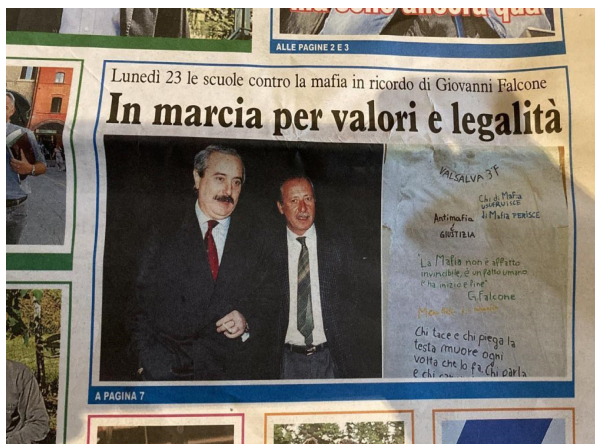 ALLE PAGINE 2 E 3
Lunedì 23 le scuole contro la mafia in ricordo di Giovanni Falcone
In marcia per valori e legalità
VALSALVA 3°F
Chi di Mafia
di Mafia PERISCE
Antimafia
è
GIUSTIZIA
"La Mafia non è affatto
invincibile, è un fatto umano
e ha inizio e fine"
G. Falcone
Chi tace e chi piega la
testa muore ogni
volta che lo fa. Chi parla
e chi
A PAGINA 7